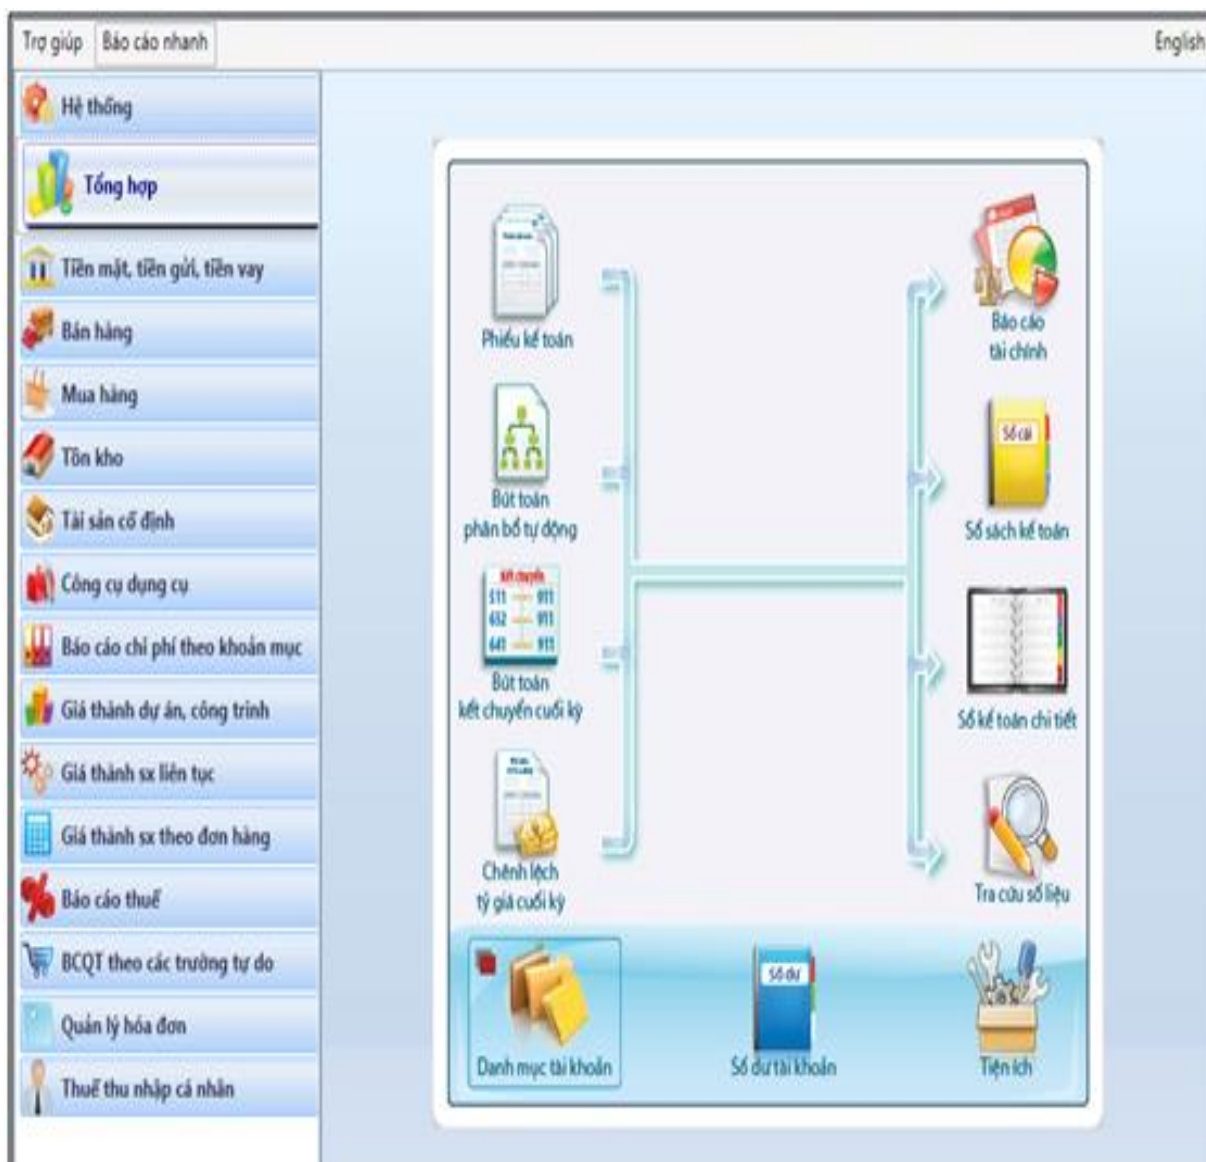 Trợ giúp
Báo cáo nhanh
English
Hệ thống
Tổng hợp
Tiền mặt, tiền gửi, tiền vay
Bán hàng
Mua hàng
Tồn kho
Tài sản cố định
Công cụ dụng cụ
Báo cáo chi phí theo khoản mục
Giá thành dự án, công trình
Giá thành sx liên tục
Giá thành sx theo đơn hàng
Báo cáo thuế
BCQT theo các trường tự do
Quản lý hóa đơn
Thuế thu nhập cá nhân
Phiếu kế toán
Bút toán
phân bổ tự động
Kết chuyển
511 911
632 911
641 911
Bút toán
kết chuyển cuối kỳ
Chênh lệch
tỷ giá cuối kỳ
Báo cáo
tài chính
Sổ cái
Sổ sách kế toán
Sổ kế toán chi tiết
Tra cứu số liệu
Danh mục tài khoản
Số dư
Số dư tài khoản
Tiện ích